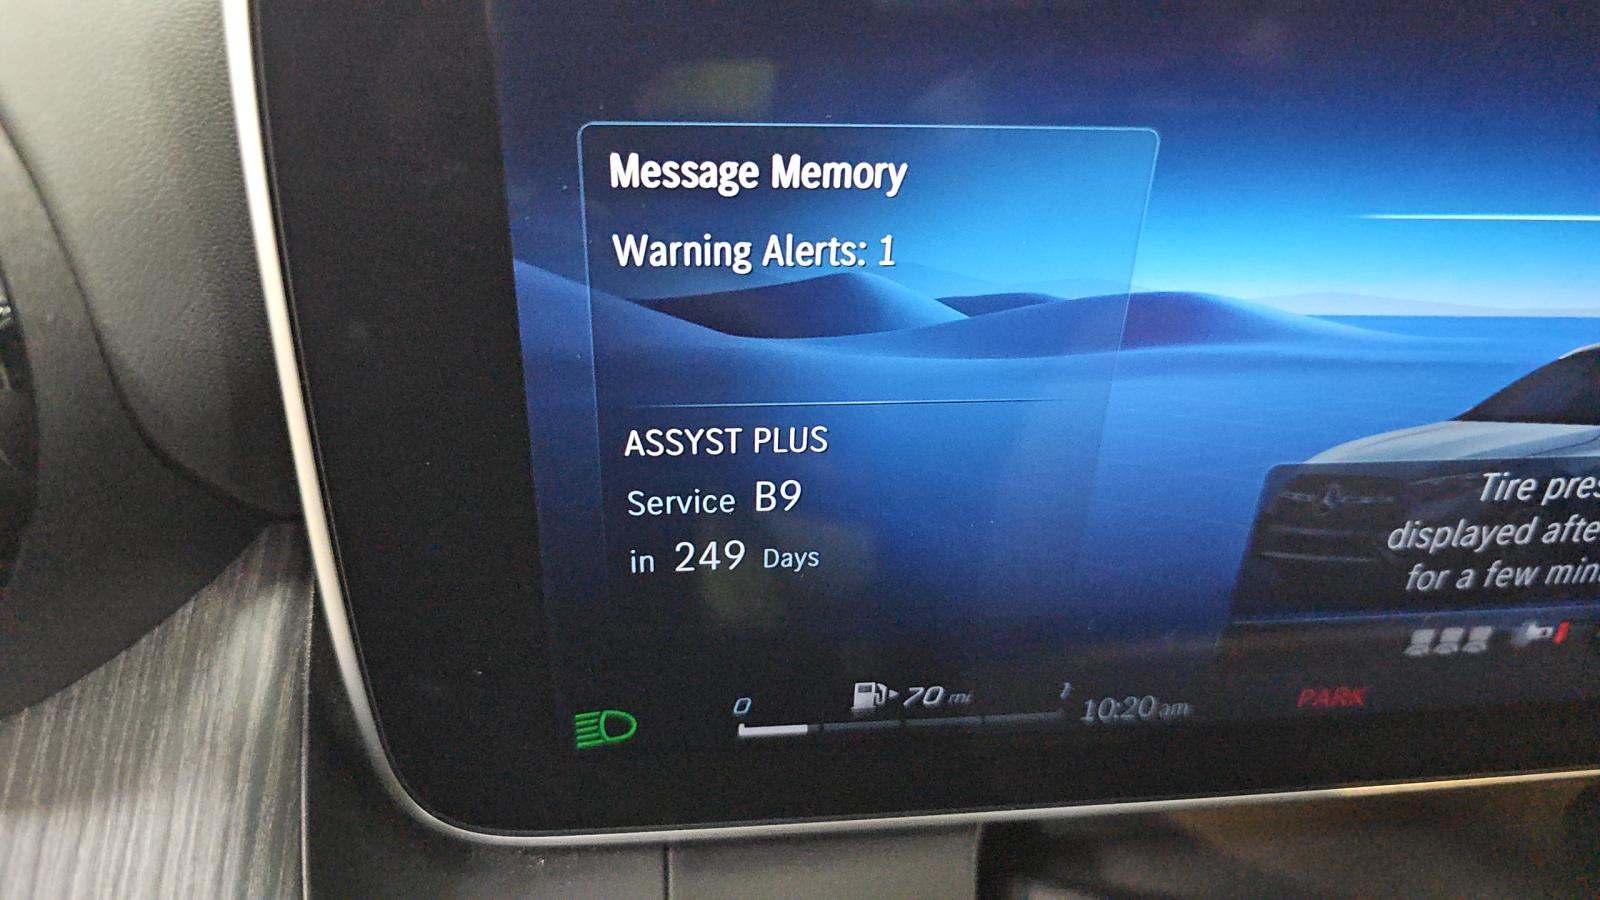 Message Memory
Warning Alerts: 1
ASSYST PLUS
Service B9
in 249 Days
Tire pres
displayed afte
for a few min
0 70 mi 10:20 am PARK